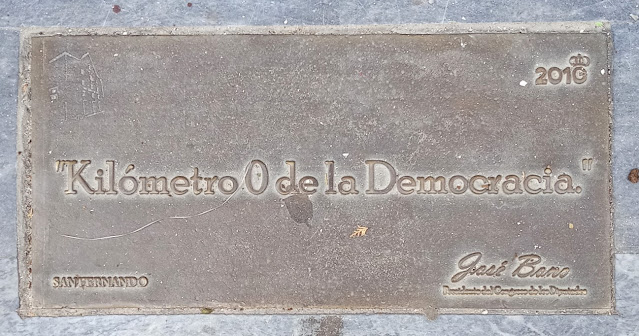 2010
"Kilómetro 0 de la Democracia."
SAN FERNANDO
José Bono
Presidente del Congreso de los Diputados